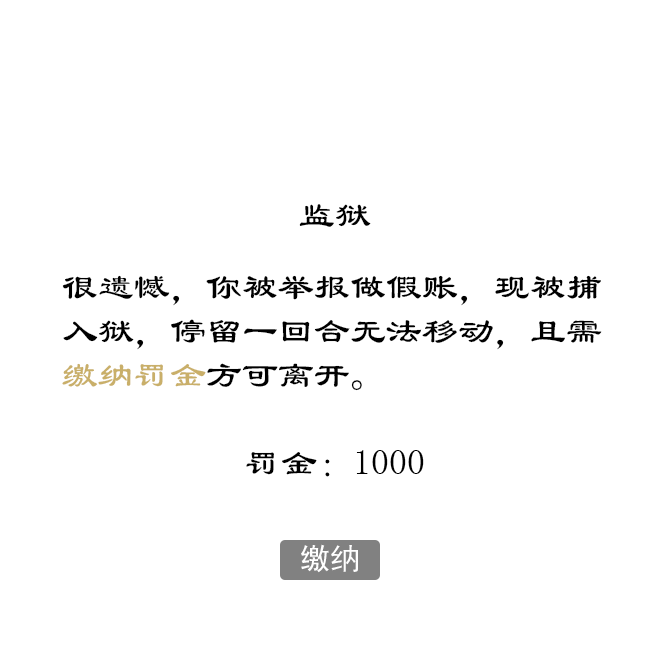 监狱
很遗憾，你被举报做假账，现被捕
入狱，停留一回合无法移动，且需
缴纳罚金方可离开。
罚金：1000
缴纳